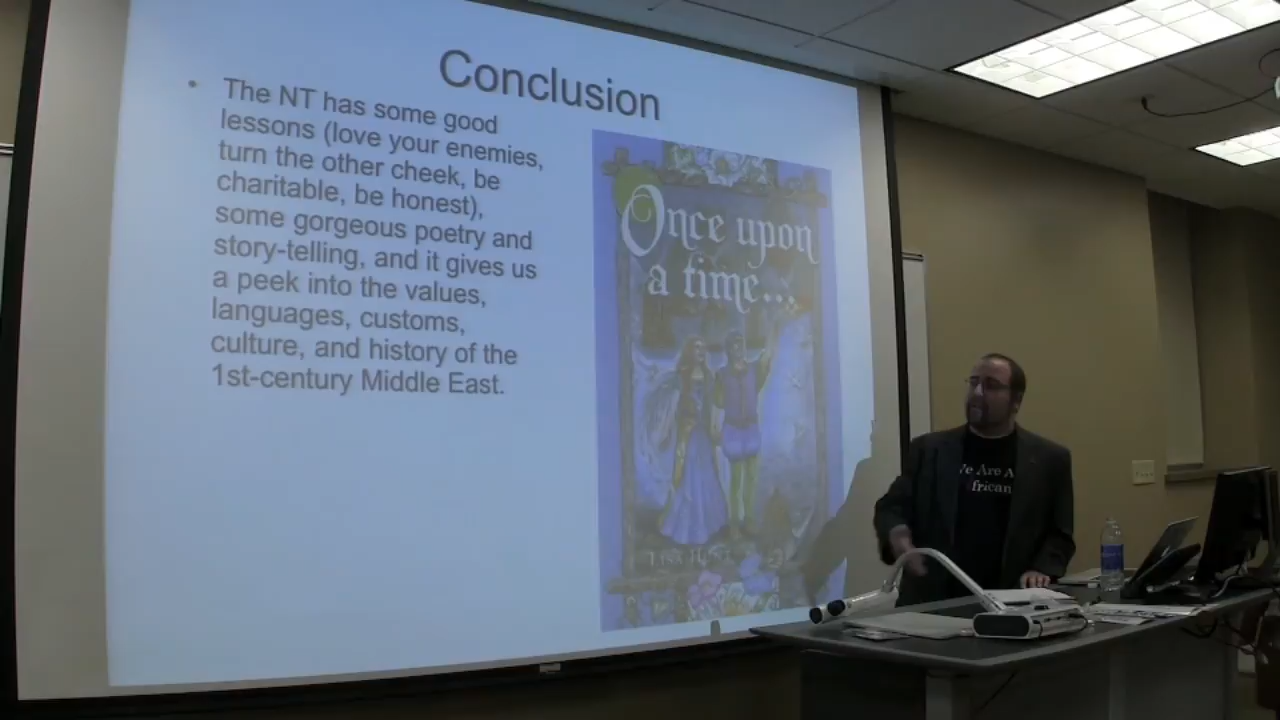 Conclusion
• The NT has some good
lessons (love your enemies,
turn the other cheek, be
charitable, be honest),
some gorgeous poetry and
story-telling, and it gives us
a peek into the values,
languages, customs,
culture, and history of the
1st-century Middle East.
Once upon
a time...
LISA
We Are A
frican